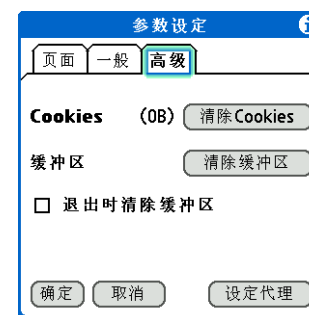 参数设定
页面 一般 高级
Cookies (0B) 清除Cookies
缓冲区 清除缓冲区
退出时清除缓冲区
确定 取消 设定代理